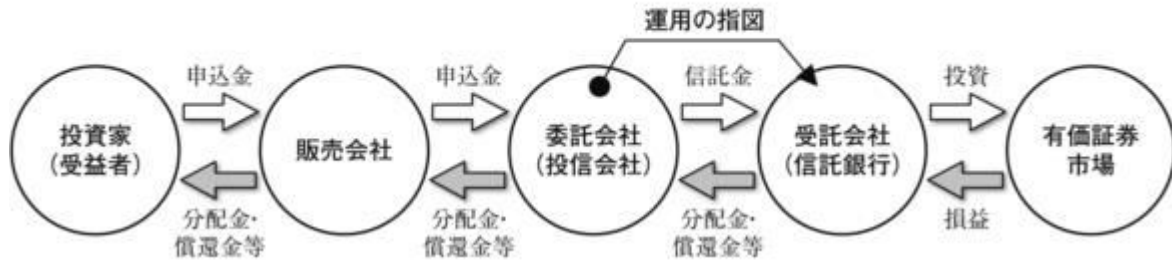 運用の指図
申込金
申込金
信託金
投資
投資家
(受益者)
販売会社
委託会社
(投信会社)
受託会社
(信託銀行)
有価証券
市場
分配金・
償還金等
分配金・
償還金等
分配金・
償還金等
損益